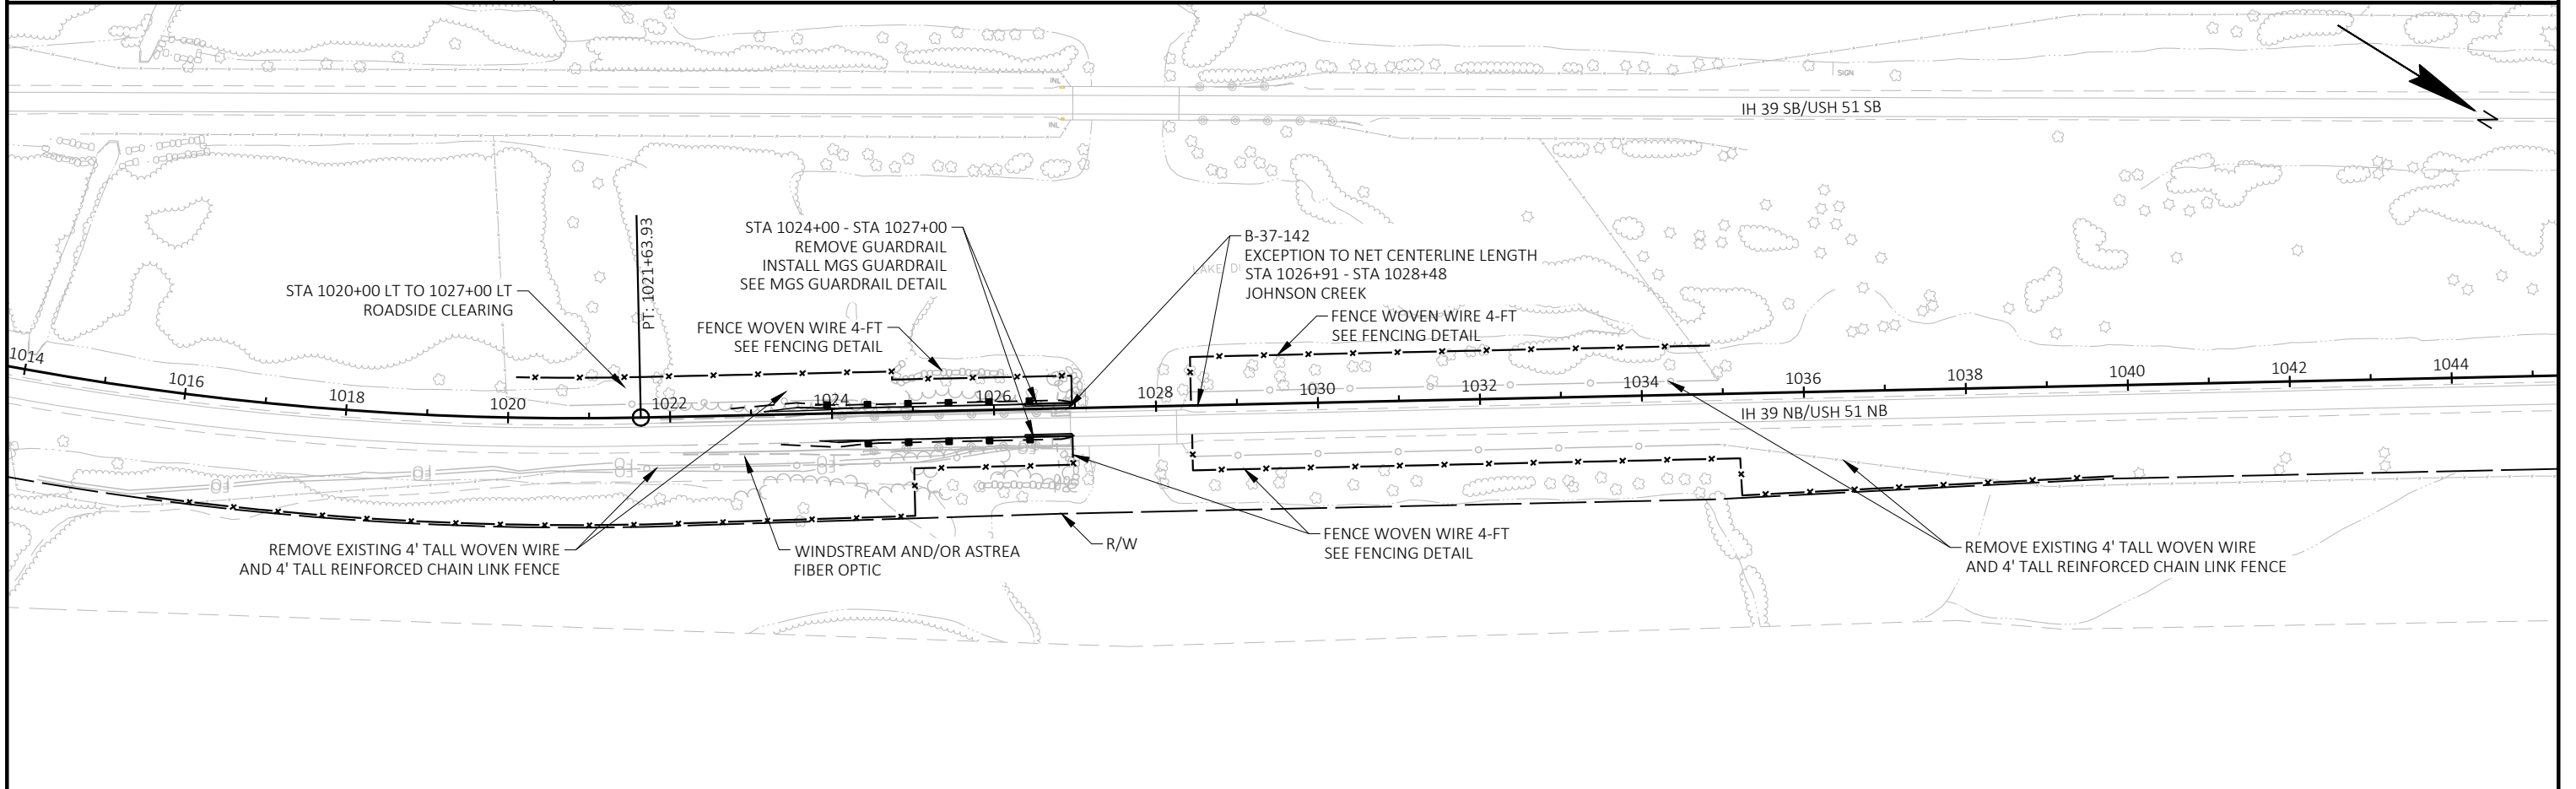 INL
INL
SIGN
IH 39 SB/USH 51 SB
N
PT: 1021+63.93
STA 1024+00 - STA 1027+00
REMOVE GUARDRAIL
INSTALL MGS GUARDRAIL
SEE MGS GUARDRAIL DETAIL
B-37-142
EXCEPTION TO NET CENTERLINE LENGTH
STA 1026+91 - STA 1028+48
JOHNSON CREEK
STA 1020+00 LT TO 1027+00 LT
ROADSIDE CLEARING
FENCE WOVEN WIRE 4-FT
SEE FENCING DETAIL
FENCE WOVEN WIRE 4-FT
SEE FENCING DETAIL
1014
1016
1018
1020
1022
1024
1026
1028
1030
1032
1034
1036
1038
1040
1042
1044
IH 39 NB/USH 51 NB
REMOVE EXISTING 4' TALL WOVEN WIRE
AND 4' TALL REINFORCED CHAIN LINK FENCE
WINDSTREAM AND/OR ASTREA
FIBER OPTIC
R/W
FENCE WOVEN WIRE 4-FT
SEE FENCING DETAIL
REMOVE EXISTING 4' TALL WOVEN WIRE
AND 4' TALL REINFORCED CHAIN LINK FENCE